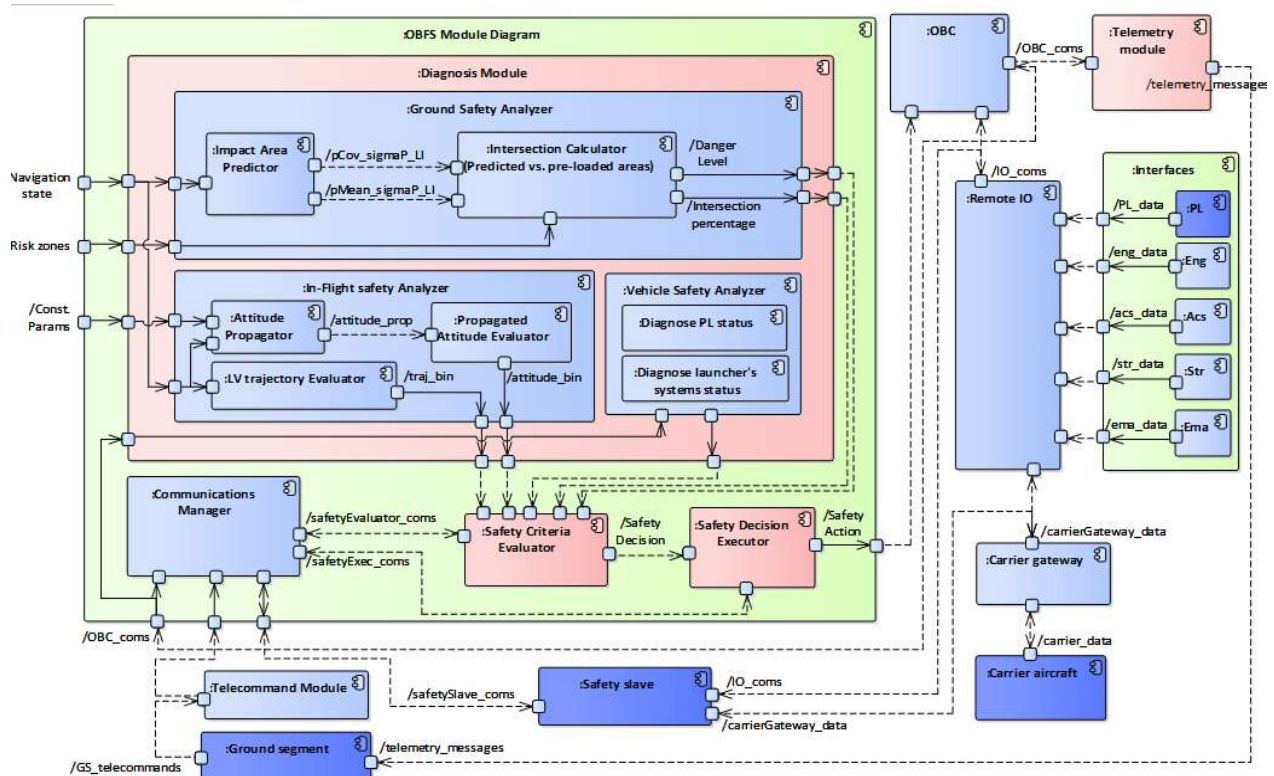 :OBFS Module Diagram
:OBC
/OBC_coms
:Telemetry
module
/telemetry_messages
:Diagnosis Module
:Ground Safety Analyzer
:Impact Area
Predictor
/pCov_sigmaP_LI
/pMean_sigmaP_LI
:Intersection Calculator
(Predicted vs. pre-loaded areas)
/Danger
Level
/Intersection
percentage
Navigation
state
Risk zones
/Const.
Params
:In-Flight safety Analyzer
:Attitude
Propagator
/attitude_prop
:Propagated
Attitude Evaluator
:LV trajectory Evaluator
/traj_bin
/attitude_bin
:Vehicle Safety Analyzer
:Diagnose PL status
:Diagnose launcher's
systems status
/IO_coms
:Remote IO
:Interfaces
/PL_data
:PL
/eng_data
:Eng
/acs_data
:Acs
/str_data
:Str
/ema_data
:Ema
:Communications
Manager
/safetyEvaluator_coms
/safetyExec_coms
:Safety Criteria
Evaluator
/Safety
Decision
:Safety Decision
Executor
/Safety
Action
/carrierGateway_data
:Carrier gateway
/carrier_data
:Carrier aircraft
/OBC_coms
:Telecommand Module
/safetySlave_coms
:Safety slave
/IO_coms
/carrierGateway_data
:Ground segment
/telemetry_messages
/GS_telecommands